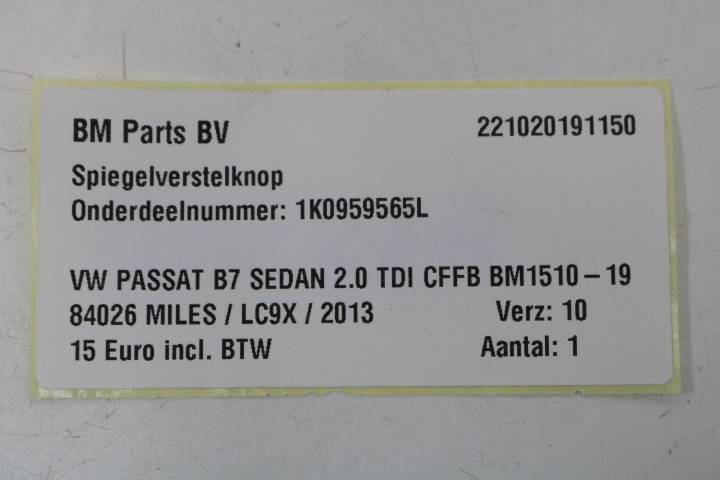 BM Parts BV 221020191150
Spiegelverstelknop
Onderdeelnummer: 1K0959565L
VW PASSAT B7 SEDAN 2.0 TDI CFFB BM1510-19
84026 MILES / LC9X / 2013 Verz: 10
15 Euro incl. BTW Aantal: 1